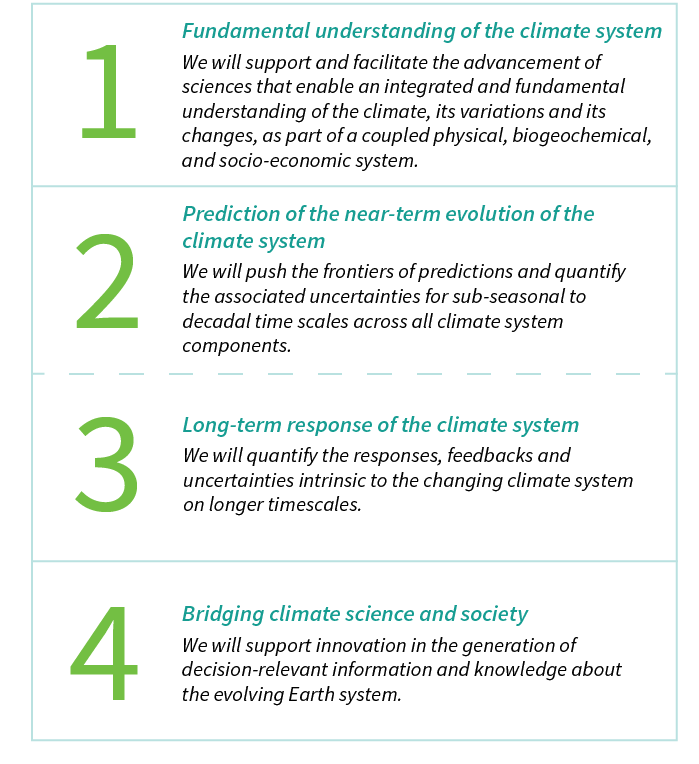 1
Fundamental understanding of the climate system
We will support and facilitate the advancement of
sciences that enable an integrated and fundamental
understanding of the climate, its variations and its
changes, as part of a coupled physical, biogeochemical,
and socio-economic system.
2
Prediction of the near-term evolution of the
climate system
We will push the frontiers of predictions and quantify
the associated uncertainties for sub-seasonal to
decadal time scales across all climate system
components.
3
Long-term response of the climate system
We will quantify the responses, feedbacks and
uncertainties intrinsic to the changing climate system
on longer timescales.
4
Bridging climate science and society
We will support innovation in the generation of
decision-relevant information and knowledge about
the evolving Earth system.